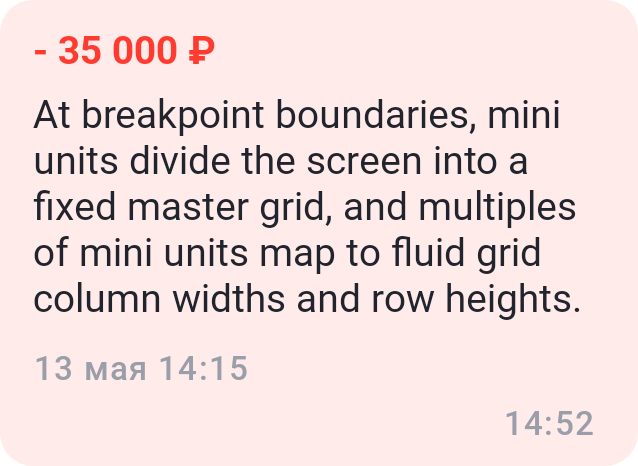 - 35 000 ₽
At breakpoint boundaries, mini
units divide the screen into a
fixed master grid, and multiples
of mini units map to fluid grid
column widths and row heights.
13 мая 14:15
14:52